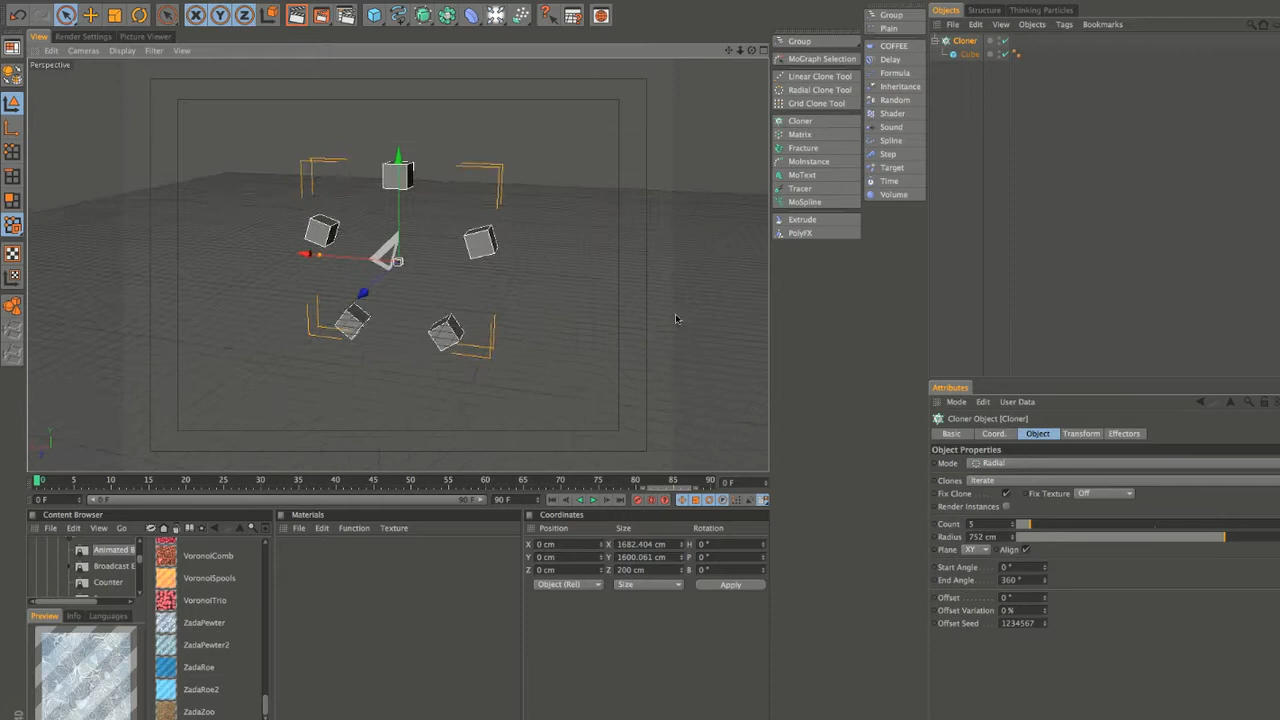 View Render Settings Picture Viewer
Edit Cameras Display Filter View
Perspective
Group
MoGraph Selection
Linear Clone Tool
Radial Clone Tool
Grid Clone Tool
Cloner
Matrix
Fracture
MoInstance
MoText
Tracer
MoSpline
Extrude
PolyFX
Group
Plain
COFFEE
Delay
Formula
Inheritance
Random
Shader
Sound
Spline
Step
Target
Time
Volume
Objects Structure Thinking Particles
File Edit View Objects Tags Bookmarks
Cloner
Cube
Attributes
Mode Edit User Data
Cloner Object [Cloner]
Basic Coord. Object Transform Effectors
Object Properties
Mode Radial
Clones Iterate
Fix Clone Fix Texture Off
Render Instances
Count 5
Radius 752 cm
Plane XY Align
Start Angle 0 °
End Angle 360 °
Offset 0 °
Offset Variation 0 %
Offset Seed 1234567
0 5 10 15 20 25 30 35 40 45 50 55 60 65 70 75 80 85 90 0 F
0 F 0 F 90 F 90 F
Content Browser
File Edit View Go
Animated B
Broadcast E
Counter
VoronoiComb
VoronoiSpools
VoronoiTrio
ZadaPewter
ZadaPewter2
ZadaRoe
ZadaRoe2
ZadaZoo
Preview Info Languages
Materials
File Edit Function Texture
Coordinates
Position Size Rotation
X 0 cm X 1682.404 cm H 0 °
Y 0 cm Y 1600.061 cm P 0 °
Z 0 cm Z 200 cm B 0 °
Object (Rel) Size Apply